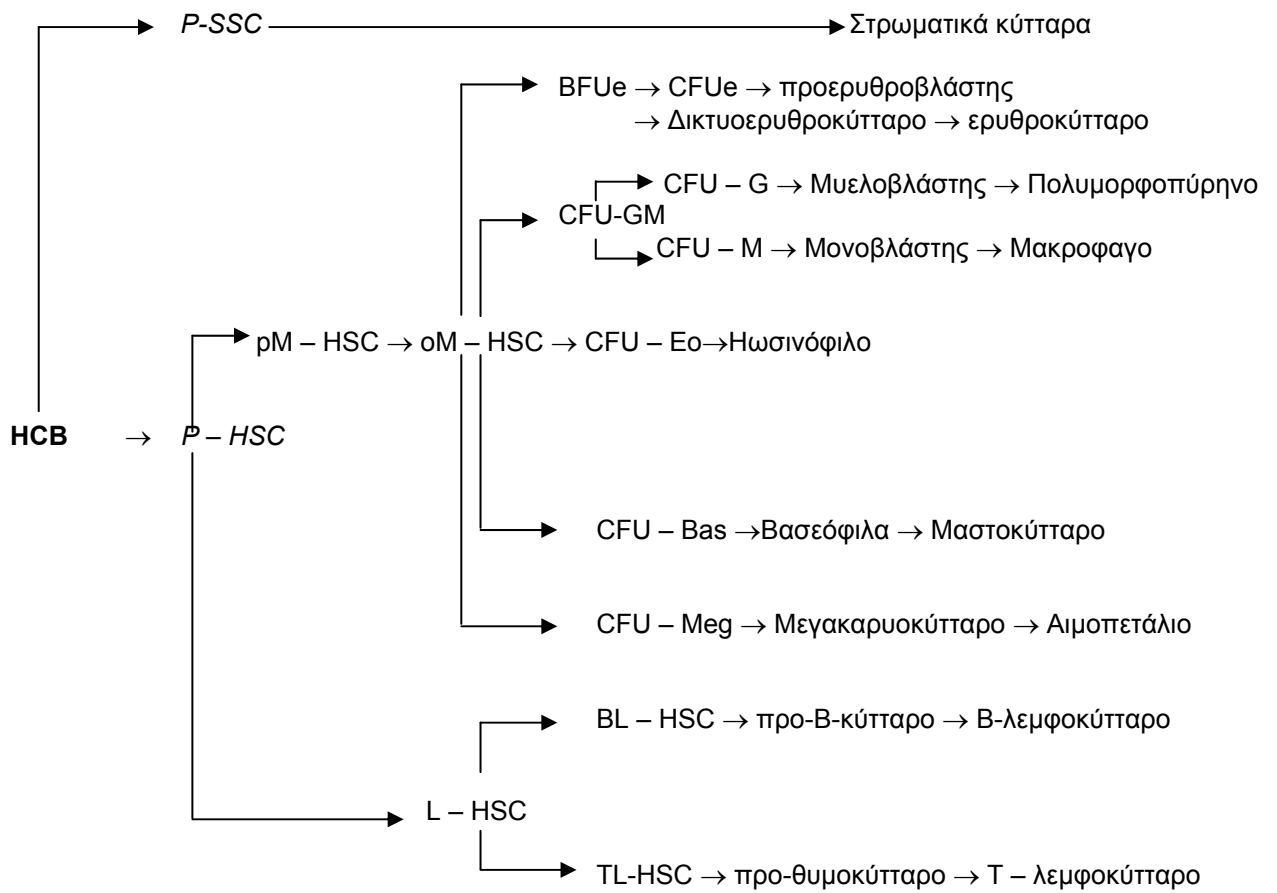 P-SSC → Στρωματικά κύτταρα
BFUe → CFUe → προερυθροβλάστης
→ Δικτυοερυθροκύτταρο → ερυθροκύτταρο
CFU – G → Μυελοβλάστης → Πολυμορφοπύρηνο
CFU-GM
CFU – M → Μονοβλάστης → Μακροφαγο
pM – HSC → oM – HSC → CFU – Eo→Ηωσινόφιλο
HCB → P – HSC
CFU – Bas →Βασεόφιλα → Μαστοκύτταρο
CFU – Meg → Μεγακαρυοκύτταρο → Αιμοπετάλιο
BL – HSC → προ-Β-κύτταρο → Β-λεμφοκύτταρο
L – HSC
TL-HSC → προ-θυμοκύτταρο → Τ – λεμφοκύτταρο